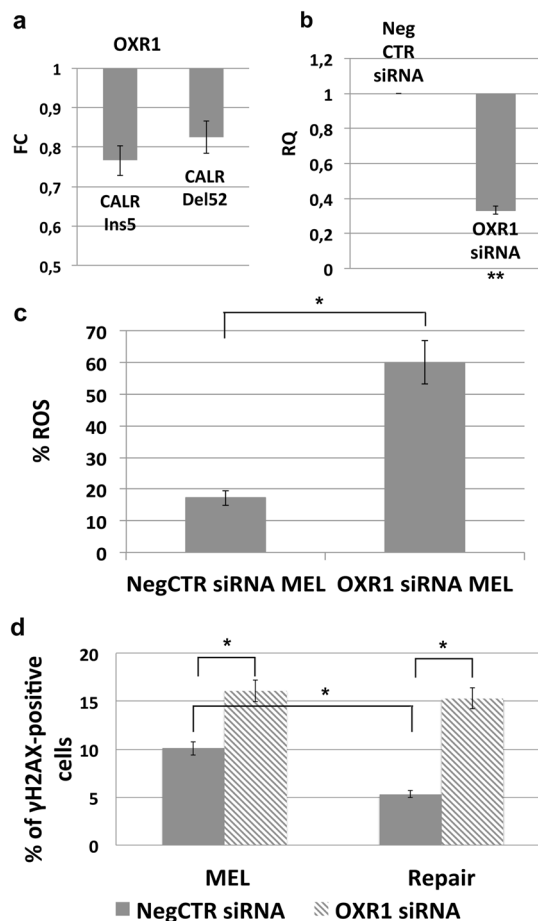 a
OXR1
1
0,9
0,8
0,7
0,6
0,5
FC
CALR
Ins5
CALR
Del52
b
Neg
CTR
siRNA
1,2
1
0,8
0,6
0,4
0,2
0
RQ
OXR1
siRNA
**
c
*
70
60
50
40
30
20
10
0
% ROS
NegCTR siRNA MEL
OXR1 siRNA MEL
d
*
*
*
20
15
10
5
0
% of γH2AX-positive
cells
MEL
Repair
NegCTR siRNA
OXR1 siRNA